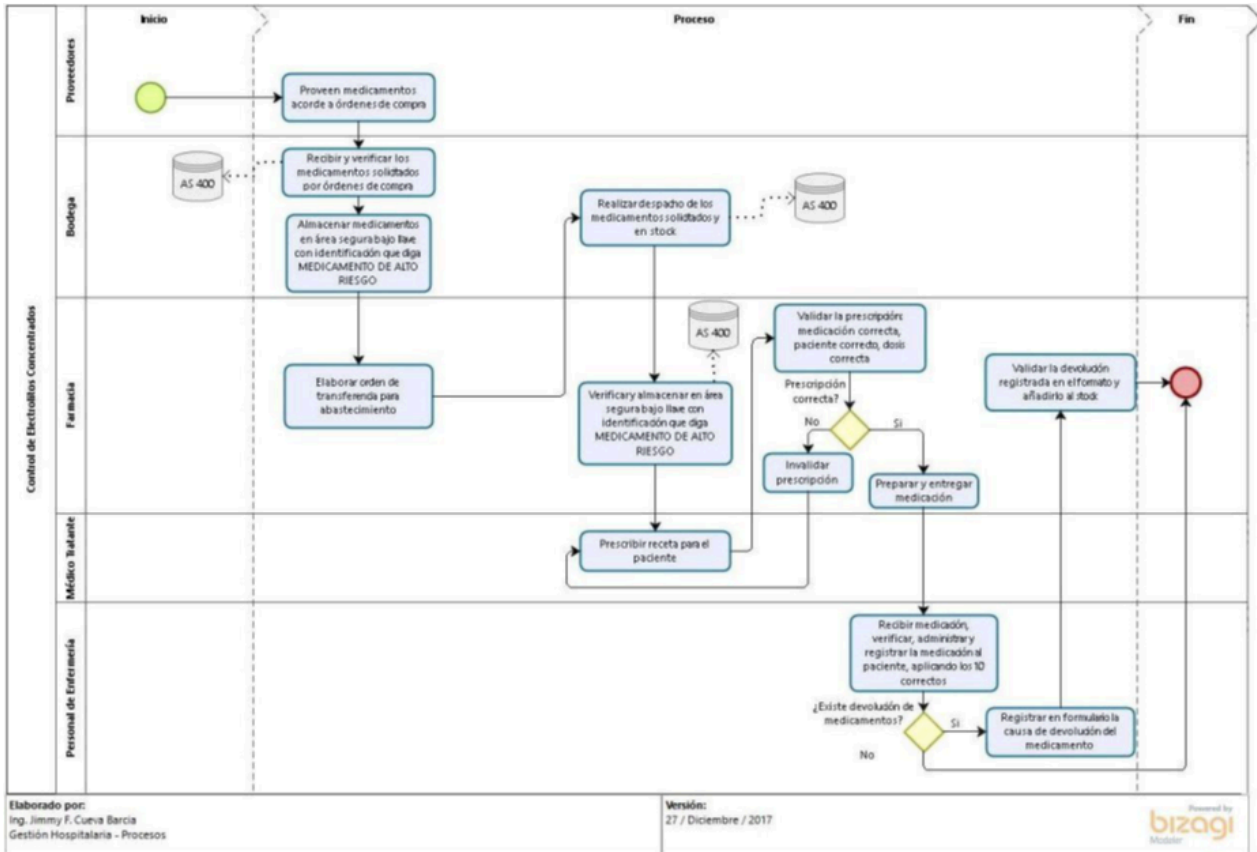 Inicio
Proceso
Fin
Control de Electrolitos Concentrados
Proveedores
Proveen medicamentos
acorde a órdenes de compra
Bodega
AS 400
Recibir y verificar los
medicamentos solicitados
por órdenes de compra
Almacenar medicamentos
en área segura bajo llave
con identificación que diga
MEDICAMENTO DE ALTO
RIESGO
Realizar despacho de los
medicamentos solicitados y
en stock
AS 400
Farmacia
Elaborar orden de
transferencia para
abastecimiento
AS 400
Verificar y almacenar en área
segura bajo llave con
identificación que diga
MEDICAMENTO DE ALTO
RIESGO
Validar la prescripción:
medicación correcta,
paciente correcto, dosis
correcta
Prescripción
correcta?
No
Si
Invalidar
prescripción
Preparar y entregar
medicación
Validar la devolución
registrada en el formato y
añadirlo al stock
Médico Tratante
Prescribir receta para el
paciente
Personal de Enfermería
Recibir medicación,
verificar, administrar y
registrar la medicación al
paciente, aplicando los 10
correctos
¿Existe devolución de
medicamentos?
Si
No
Registrar en formulario la
causa de devolución del
medicamento
Elaborado por:
Ing. Jimmy F. Cueva Barcia
Gestión Hospitalaria - Procesos
Versión:
27 / Diciembre / 2017
Powered by
bizagi
Modeler